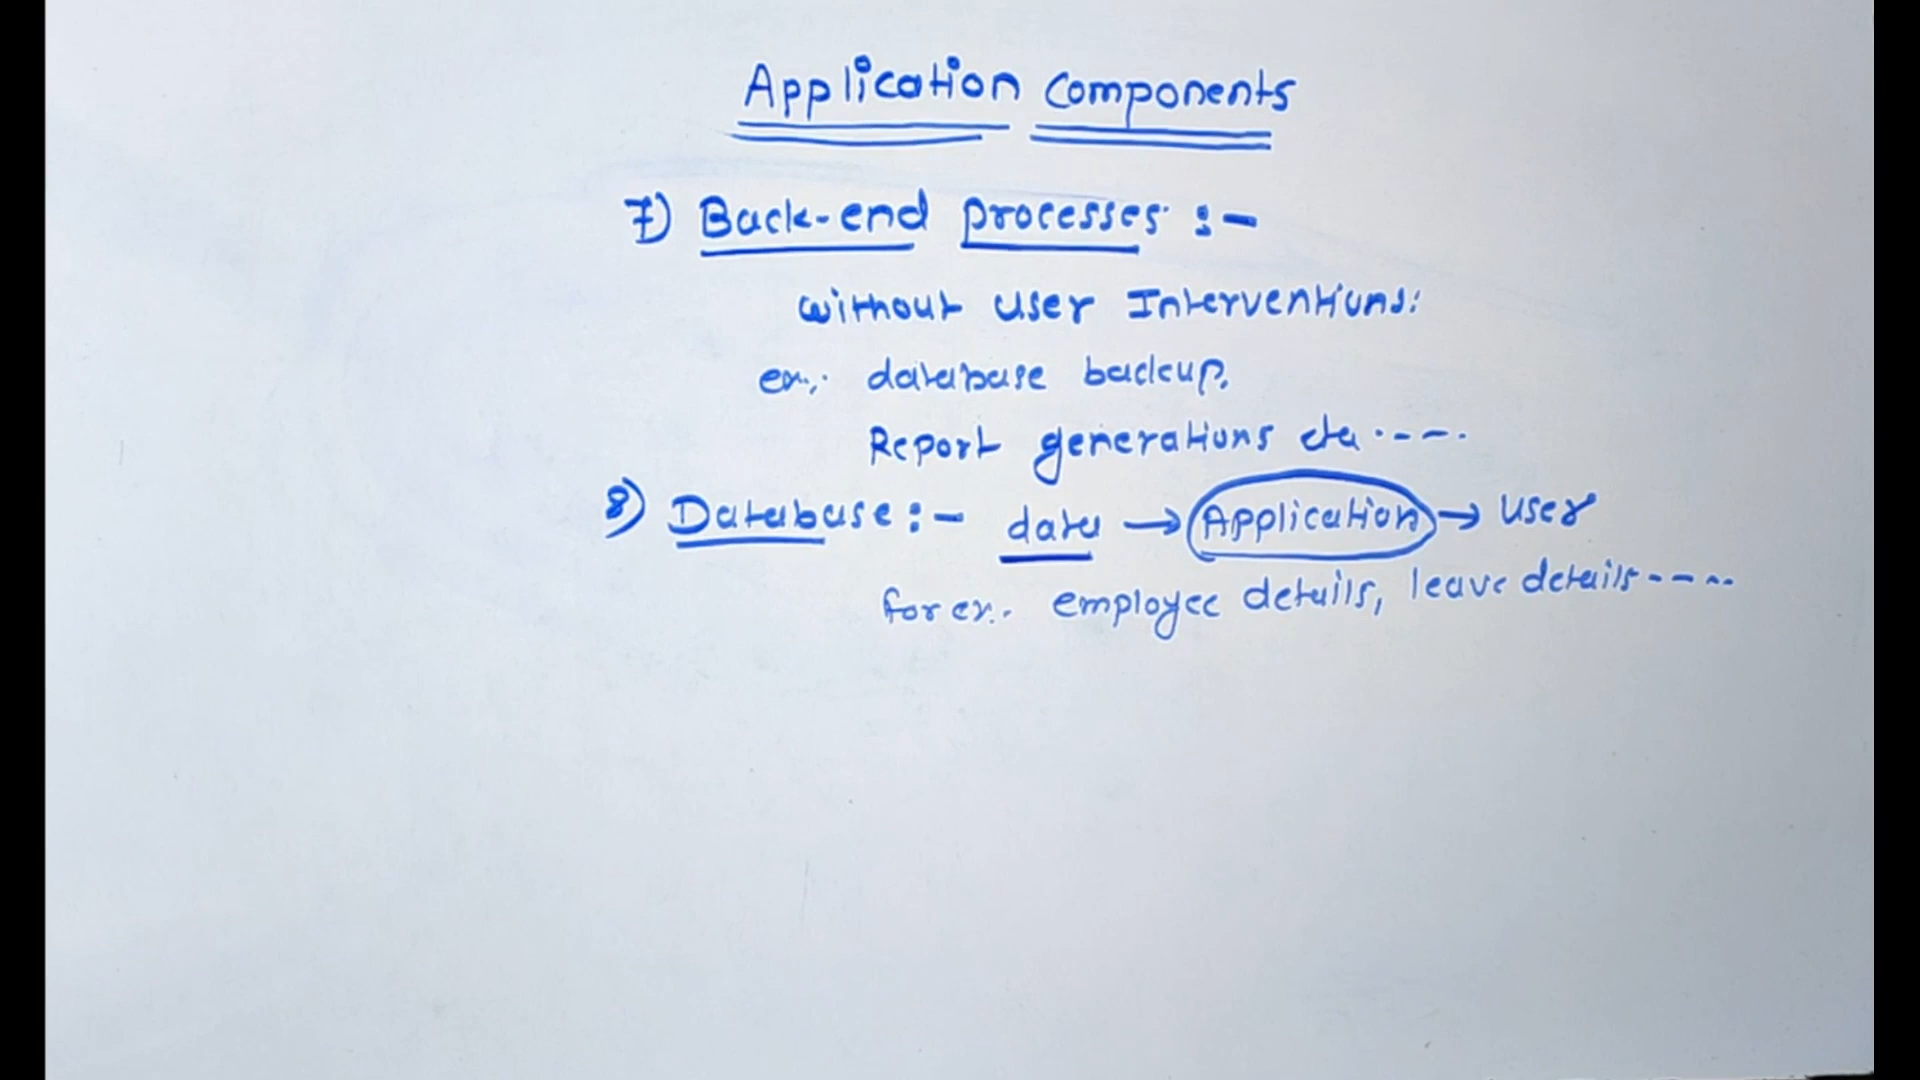 Application Components
7) Back-end processes :-
without user Interventions.
ex:. database backup.
Report generations etc .---.
8) Database :- data → Application → user
for ex:. employee details, leave details -----